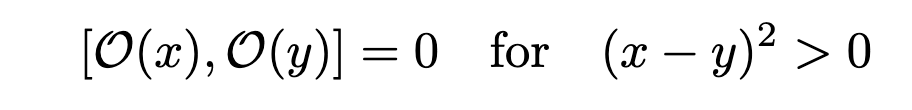 [𝒪(x), 𝒪(y)] = 0 for (x − y)² > 0